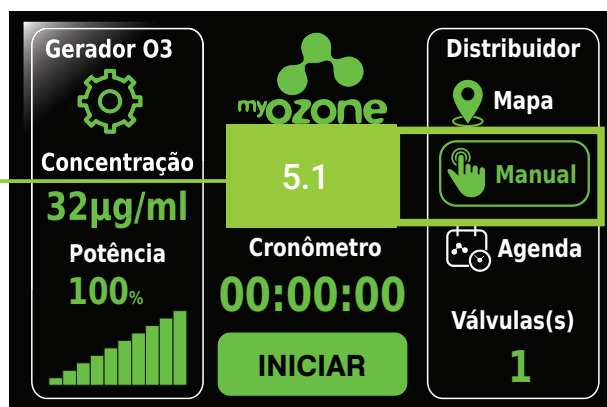 Gerador O3
Concentração
32µg/ml
Potência
100%
myozone
5.1
Cronômetro
00:00:00
INICIAR
Distribuidor
Mapa
Manual
Agenda
Válvulas(s)
1